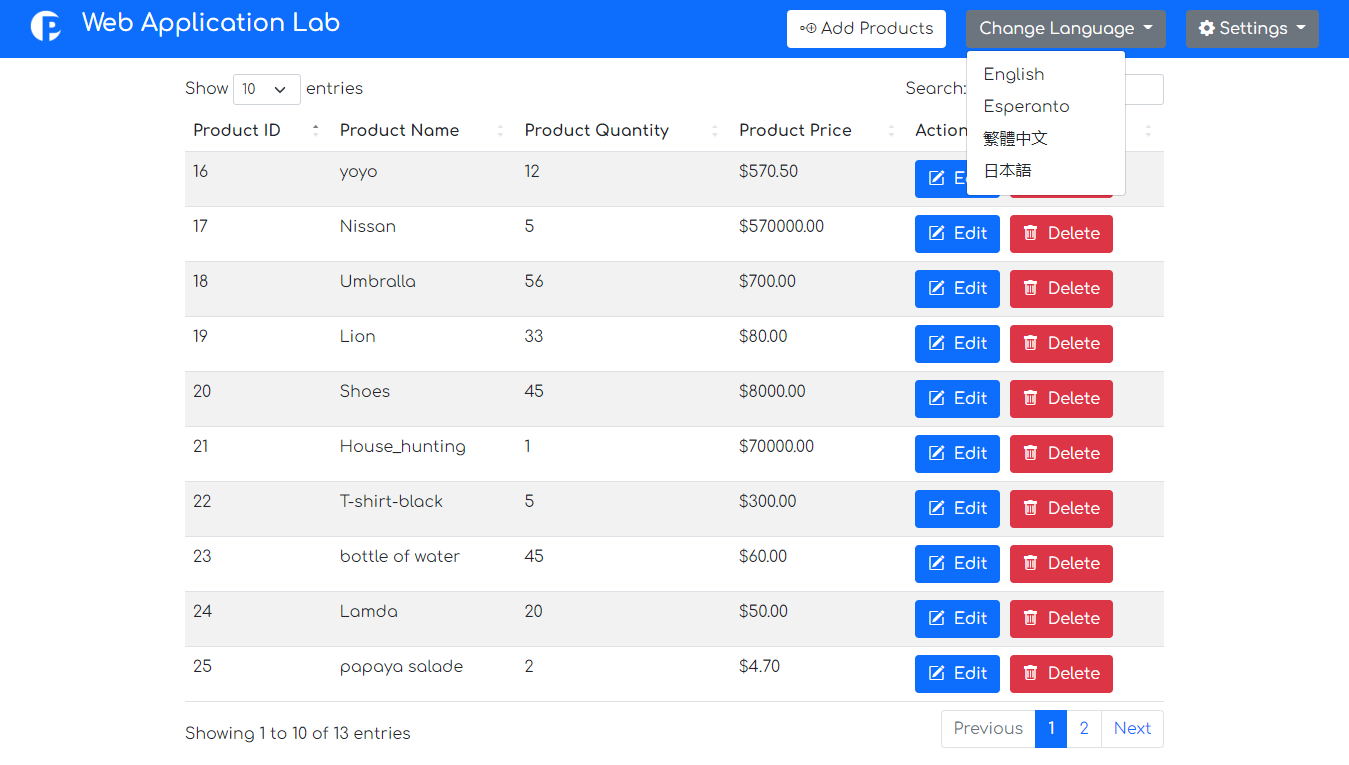 Web Application Lab
Add Products
Change Language
Settings
English
Esperanto
繁體中文
日本語
Show 10 entries
Search:
Product ID Product Name Product Quantity Product Price Action
16 yoyo 12 $570.50
17 Nissan 5 $570000.00 Edit Delete
18 Umbralla 56 $700.00 Edit Delete
19 Lion 33 $80.00 Edit Delete
20 Shoes 45 $8000.00 Edit Delete
21 House_hunting 1 $70000.00 Edit Delete
22 T-shirt-black 5 $300.00 Edit Delete
23 bottle of water 45 $60.00 Edit Delete
24 Lamda 20 $50.00 Edit Delete
25 papaya salade 2 $4.70 Edit Delete
Showing 1 to 10 of 13 entries
Previous 1 2 Next